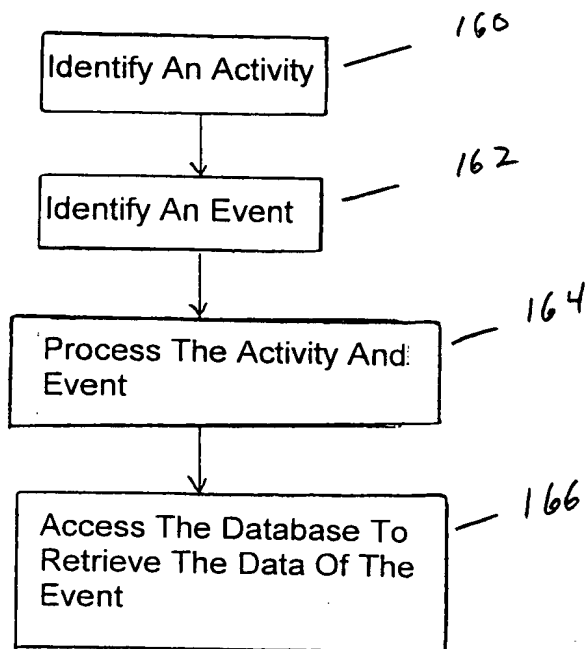 160
Identify An Activity
162
Identify An Event
164
Process The Activity And
Event
166
Access The Database To
Retrieve The Data Of The
Event